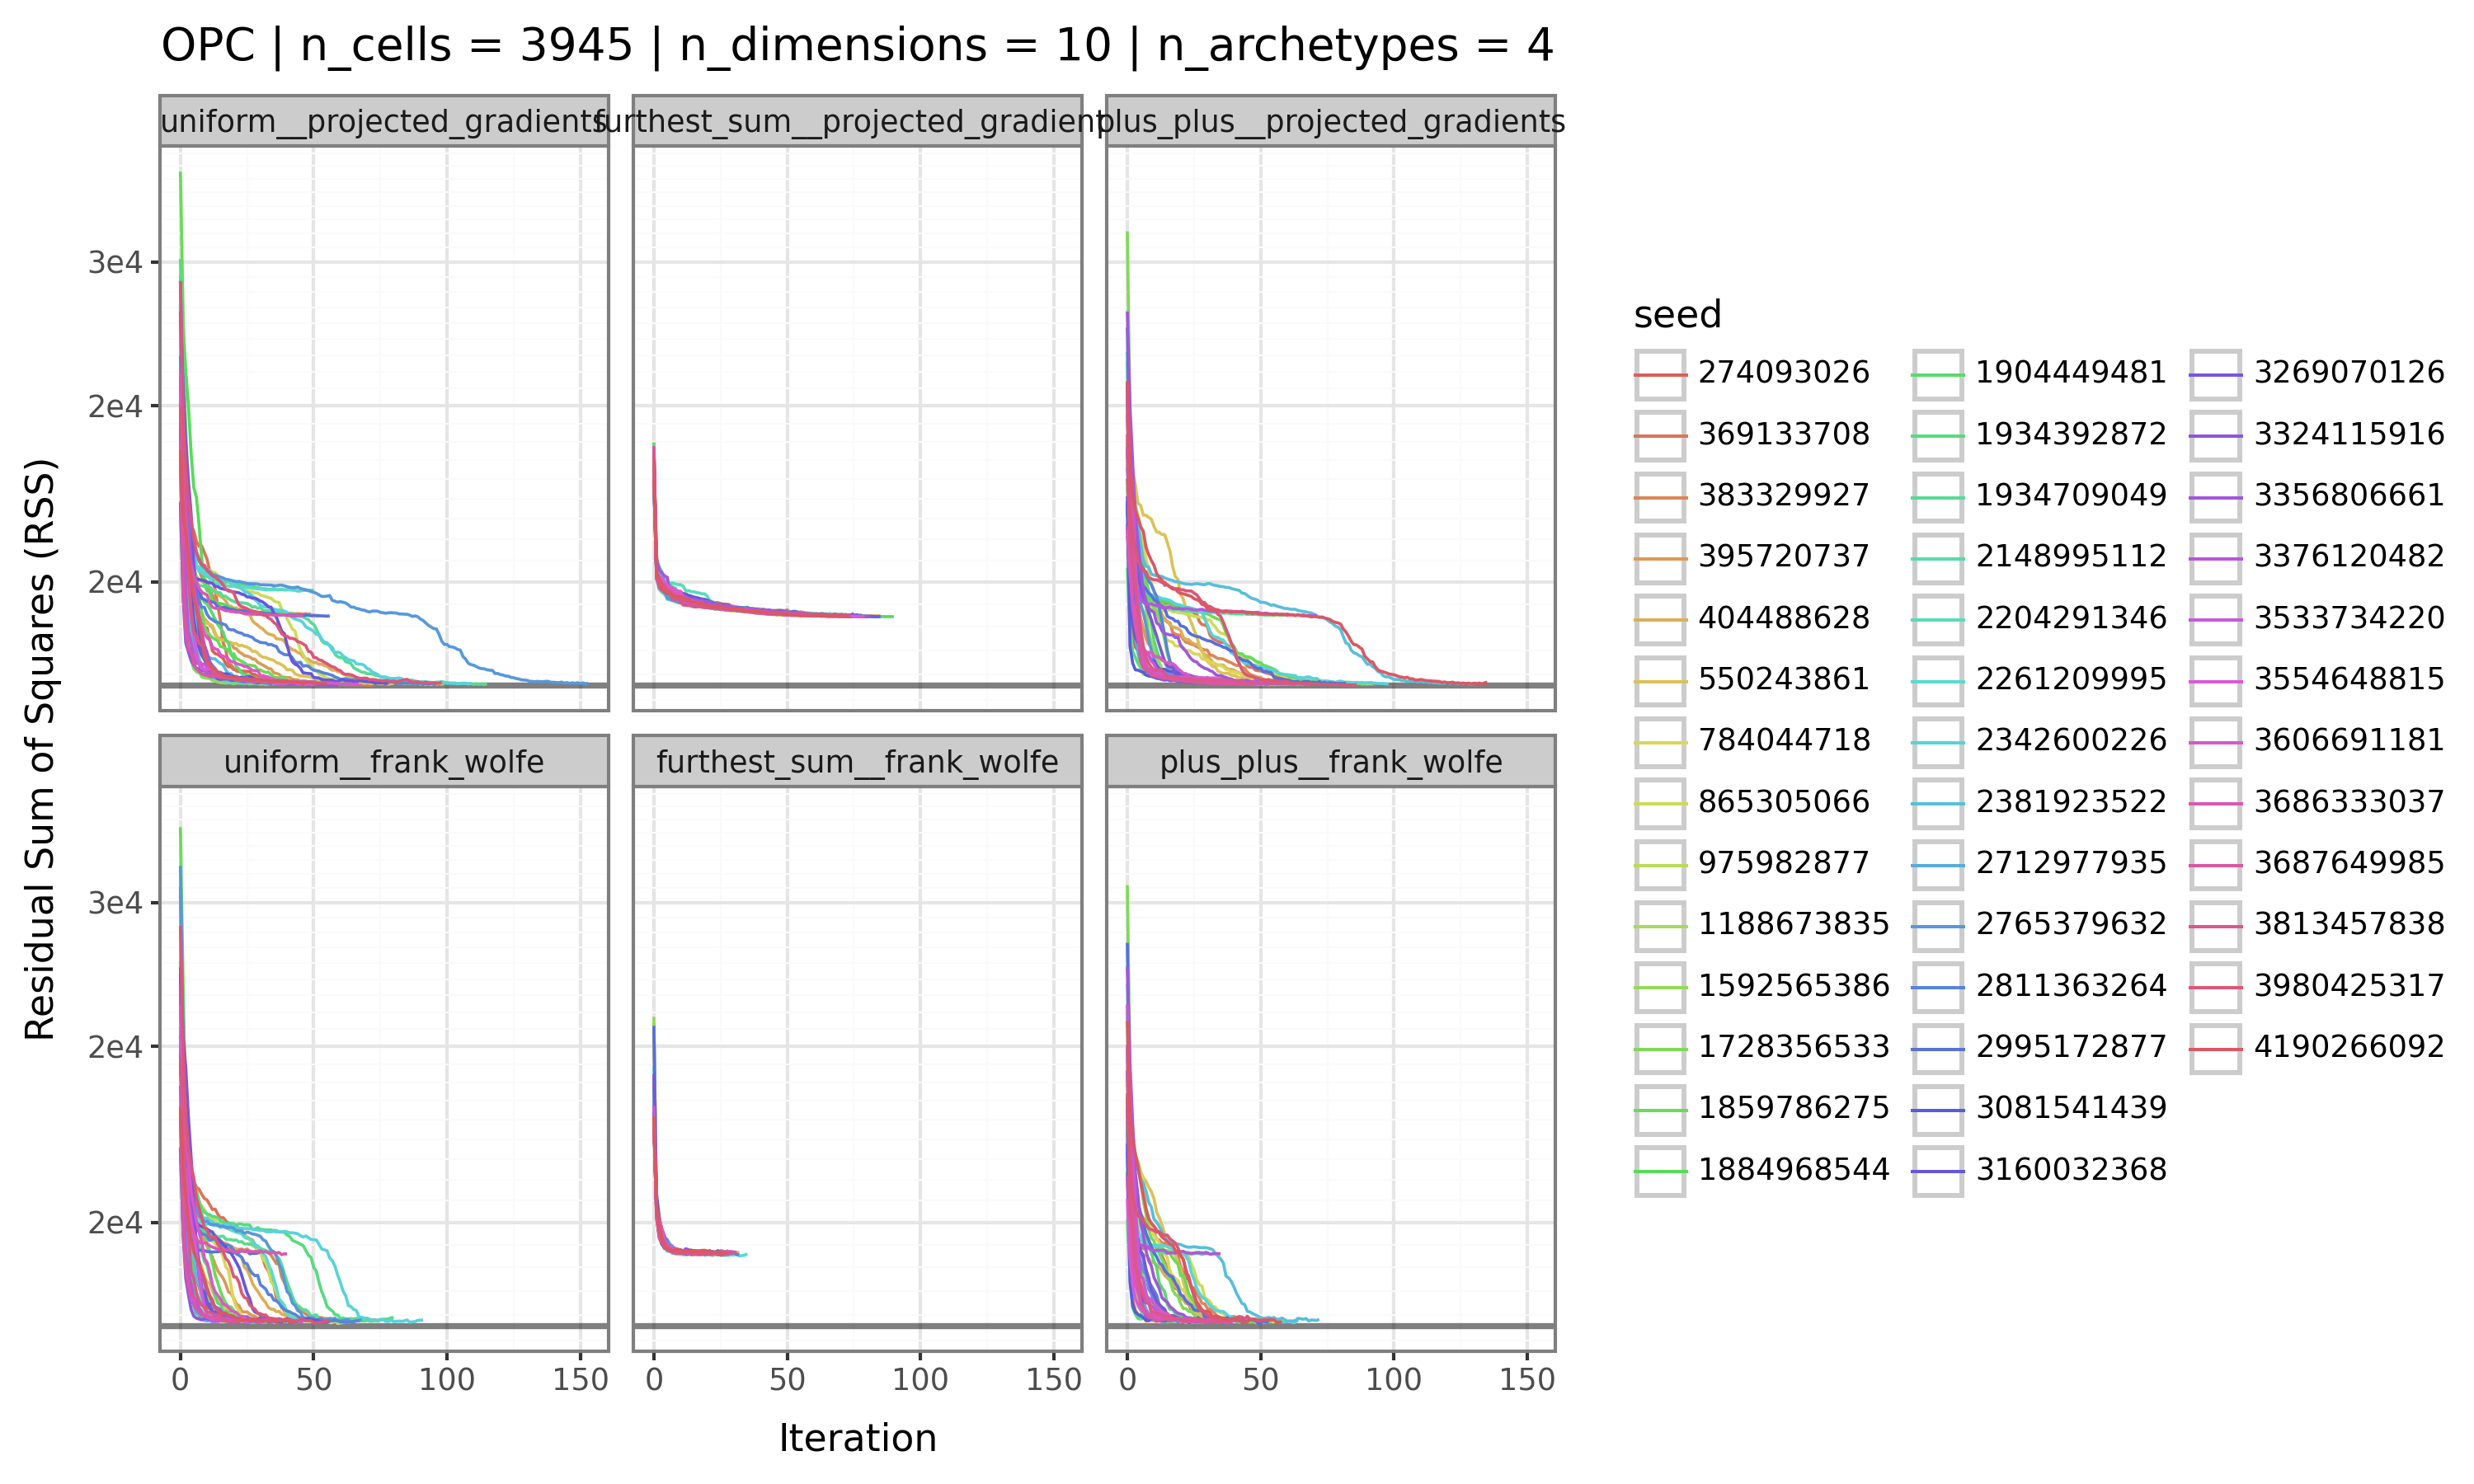 OPC | n_cells = 3945 | n_dimensions = 10 | n_archetypes = 4
uniform__projected_gradients
furthest_sum__projected_gradient
plus_plus__projected_gradients
3e4
2e4
2e4
uniform__frank_wolfe
furthest_sum__frank_wolfe
plus_plus__frank_wolfe
3e4
2e4
2e4
0 50 100 150
0 50 100 150
0 50 100 150
Iteration
Residual Sum of Squares (RSS)
seed
274093026
369133708
383329927
395720737
404488628
550243861
784044718
865305066
975982877
1188673835
1592565386
1728356533
1859786275
1884968544
1904449481
1934392872
1934709049
2148995112
2204291346
2261209995
2342600226
2381923522
2712977935
2765379632
2811363264
2995172877
3081541439
3160032368
3269070126
3324115916
3356806661
3376120482
3533734220
3554648815
3606691181
3686333037
3687649985
3813457838
3980425317
4190266092